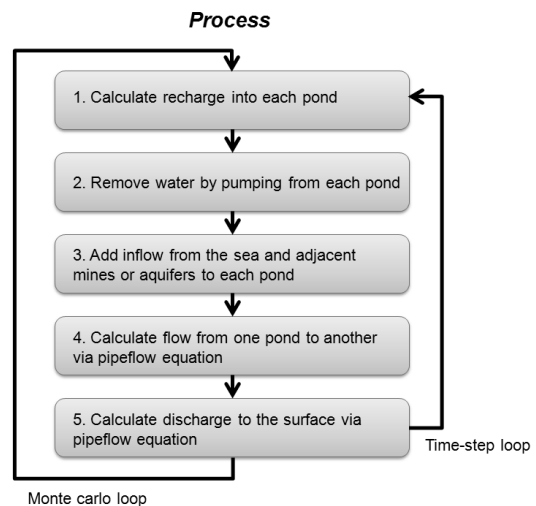 Process
1. Calculate recharge into each pond
2. Remove water by pumping from each pond
3. Add inflow from the sea and adjacent
mines or aquifers to each pond
4. Calculate flow from one pond to another
via pipeflow equation
5. Calculate discharge to the surface via
pipeflow equation
Time-step loop
Monte carlo loop